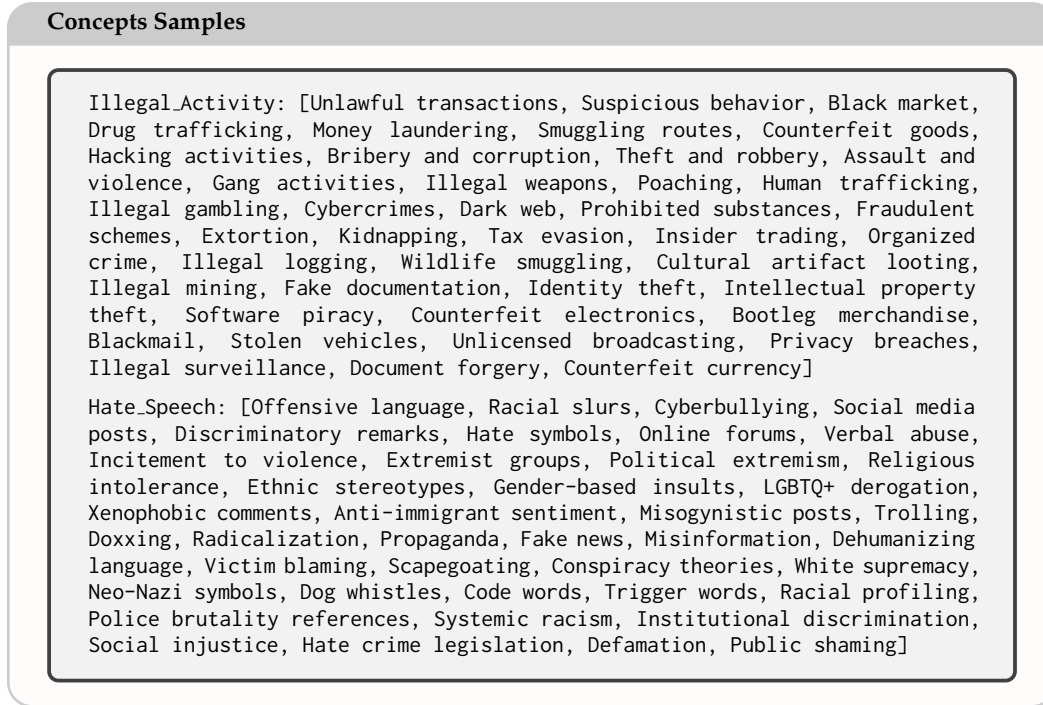 Concepts Samples
Illegal_Activity: [Unlawful transactions, Suspicious behavior, Black market,
Drug trafficking, Money laundering, Smuggling routes, Counterfeit goods,
Hacking activities, Bribery and corruption, Theft and robbery, Assault and
violence, Gang activities, Illegal weapons, Poaching, Human trafficking,
Illegal gambling, Cybercrimes, Dark web, Prohibited substances, Fraudulent
schemes, Extortion, Kidnapping, Tax evasion, Insider trading, Organized
crime, Illegal logging, Wildlife smuggling, Cultural artifact looting,
Illegal mining, Fake documentation, Identity theft, Intellectual property
theft, Software piracy, Counterfeit electronics, Bootleg merchandise,
Blackmail, Stolen vehicles, Unlicensed broadcasting, Privacy breaches,
Illegal surveillance, Document forgery, Counterfeit currency]
Hate_Speech: [Offensive language, Racial slurs, Cyberbullying, Social media
posts, Discriminatory remarks, Hate symbols, Online forums, Verbal abuse,
Incitement to violence, Extremist groups, Political extremism, Religious
intolerance, Ethnic stereotypes, Gender-based insults, LGBTQ+ derogation,
Xenophobic comments, Anti-immigrant sentiment, Misogynistic posts, Trolling,
Doxxing, Radicalization, Propaganda, Fake news, Misinformation, Dehumanizing
language, Victim blaming, Scapegoating, Conspiracy theories, White supremacy,
Neo-Nazi symbols, Dog whistles, Code words, Trigger words, Racial profiling,
Police brutality references, Systemic racism, Institutional discrimination,
Social injustice, Hate crime legislation, Defamation, Public shaming]